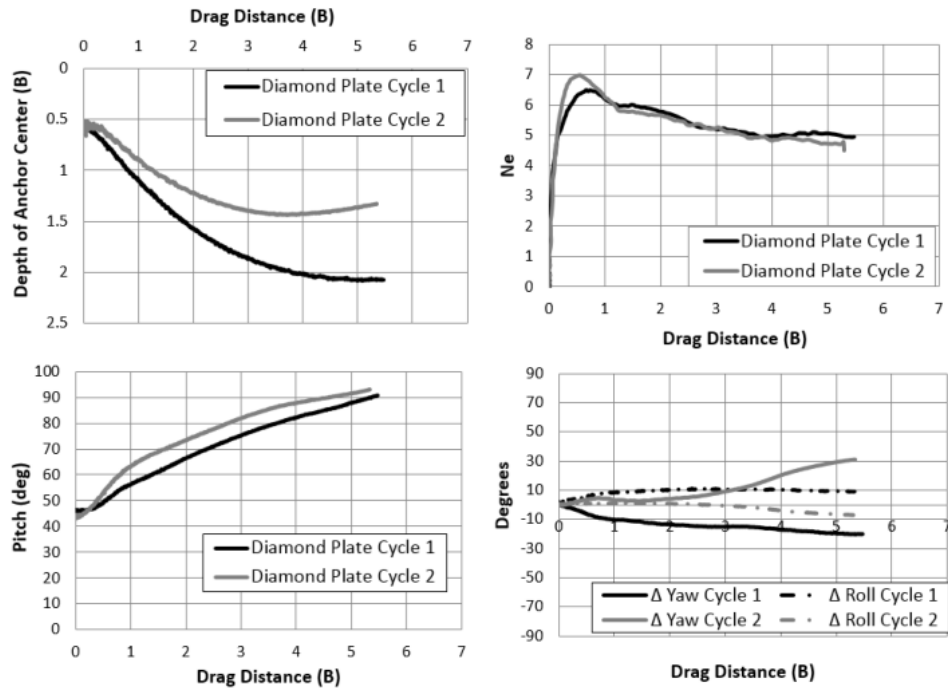 Drag Distance (B)
0 1 2 3 4 5 6 7
0
0.5
1
1.5
2
2.5
Depth of Anchor Center (B)
Diamond Plate Cycle 1
Diamond Plate Cycle 2
8
7
6
5
4
3
2
1
0
Ne
Diamond Plate Cycle 1
Diamond Plate Cycle 2
0 1 2 3 4 5 6 7
Drag Distance (B)
100
90
80
70
60
50
40
30
20
10
0
Pitch (deg)
Diamond Plate Cycle 1
Diamond Plate Cycle 2
0 1 2 3 4 5 6 7
Drag Distance (B)
90
70
50
30
10
-10
-30
-50
-70
-90
Degrees
0 1 2 3 4 5 6 7
Δ Yaw Cycle 1 Δ Roll Cycle 1
Δ Yaw Cycle 2 Δ Roll Cycle 2
Drag Distance (B)